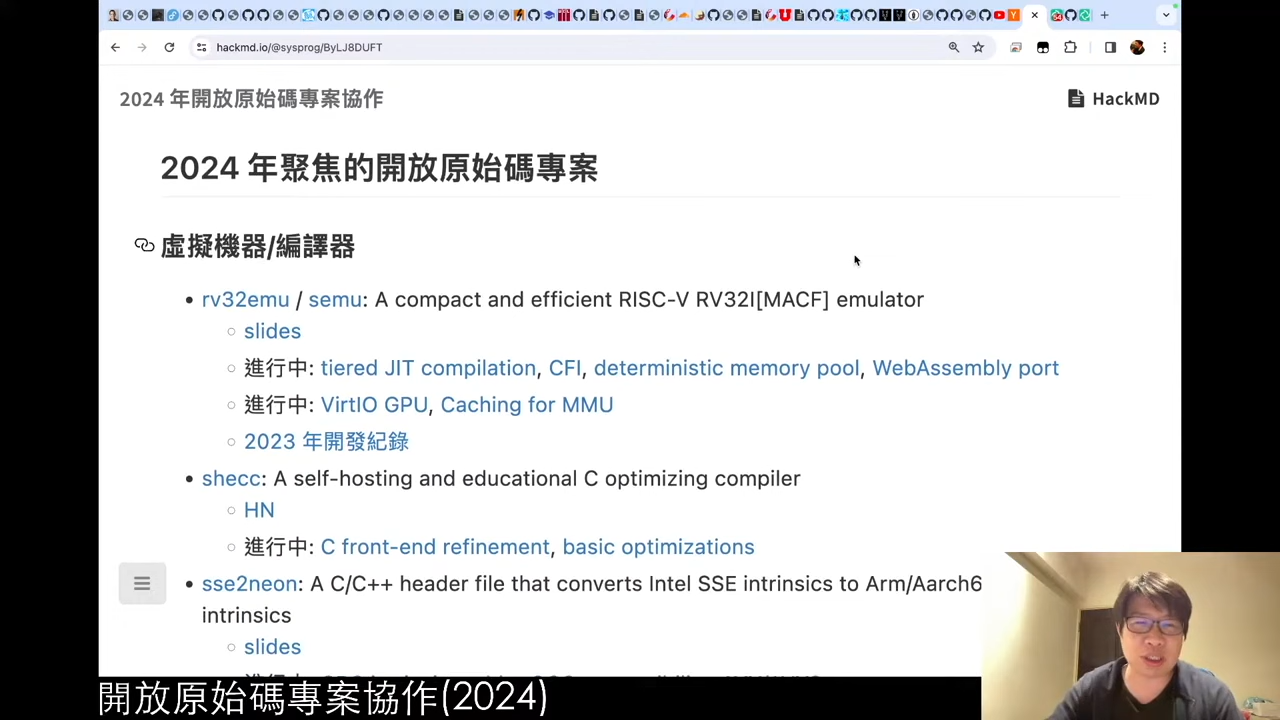 hackmd.io/@sysprog/ByLJ8DUFT
2024 年開放原始碼專案協作
HackMD
2024 年聚焦的開放原始碼專案
虛擬機器/編譯器
rv32emu / semu: A compact and efficient RISC-V RV32I[MACF] emulator
slides
進行中: tiered JIT compilation, CFI, deterministic memory pool, WebAssembly port
進行中: VirtIO GPU, Caching for MMU
2023 年開發紀錄
shecc: A self-hosting and educational C optimizing compiler
HN
進行中: C front-end refinement, basic optimizations
sse2neon: A C/C++ header file that converts Intel SSE intrinsics to Arm/Aarch6
intrinsics
slides
開放原始碼專案協作(2024)